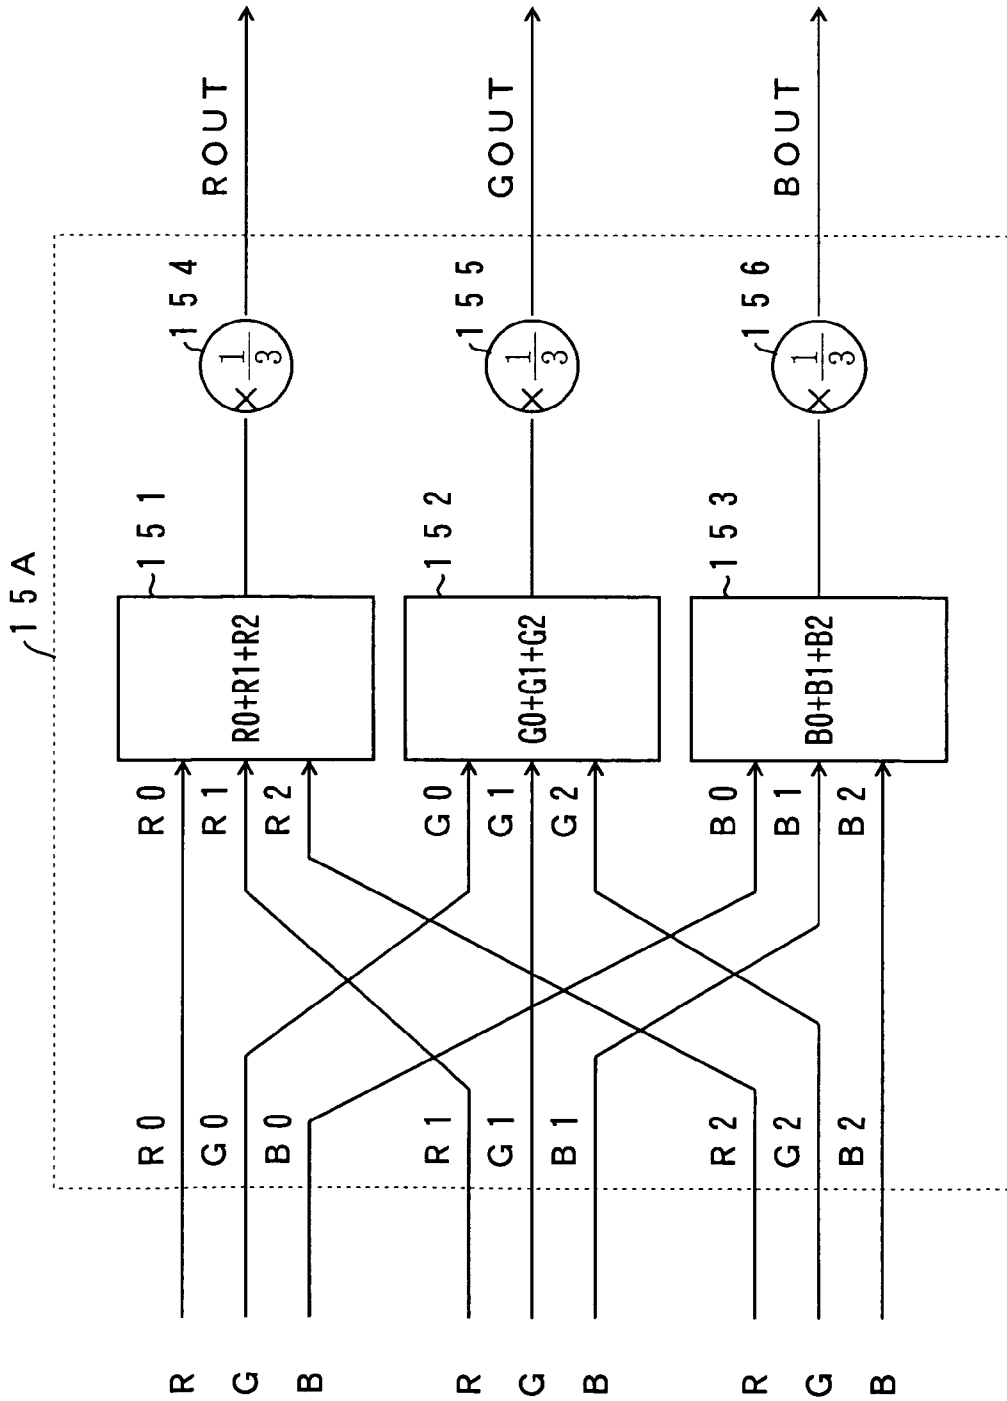 15A
R
G
B
R
G
B
R
G
B
R0
G0
B0
R1
G1
B1
R2
G2
B2
R0
R1
R2
G0
G1
G2
B0
B1
B2
R0+R1+R2
151
G0+G1+G2
152
B0+B1+B2
153
× 1/3
154
× 1/3
155
× 1/3
156
ROUT
GOUT
BOUT